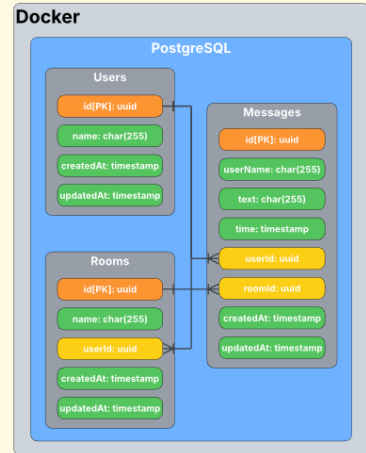 Docker
PostgreSQL
Users
id[PK]: uuid
name: char(255)
createdAt: timestamp
updatedAt: timestamp
Rooms
id[PK]: uuid
name: char(255)
userId: uuid
createdAt: timestamp
updatedAt: timestamp
Messages
id[PK]: uuid
userName: char(255)
text: char(255)
time: timestamp
userId: uuid
roomId: uuid
createdAt: timestamp
updatedAt: timestamp